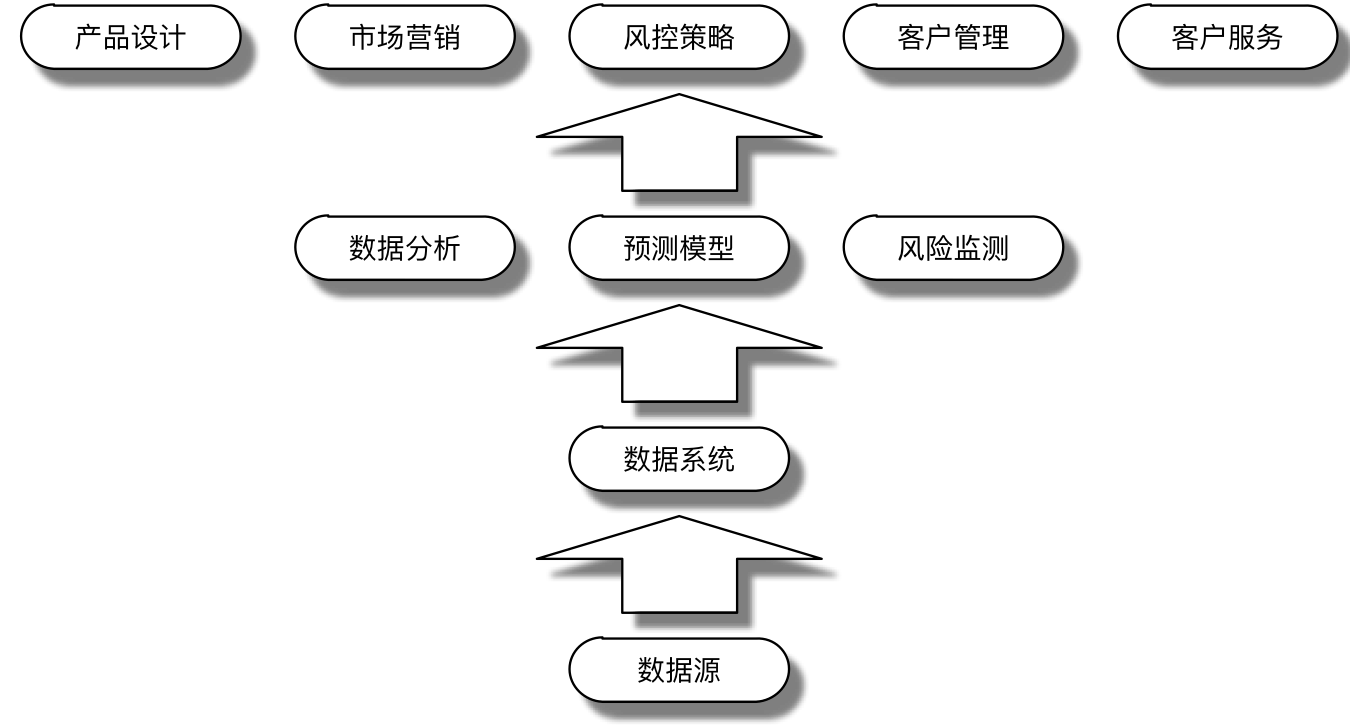 产品设计
市场营销
风控策略
客户管理
客户服务
数据分析
预测模型
风险监测
数据系统
数据源